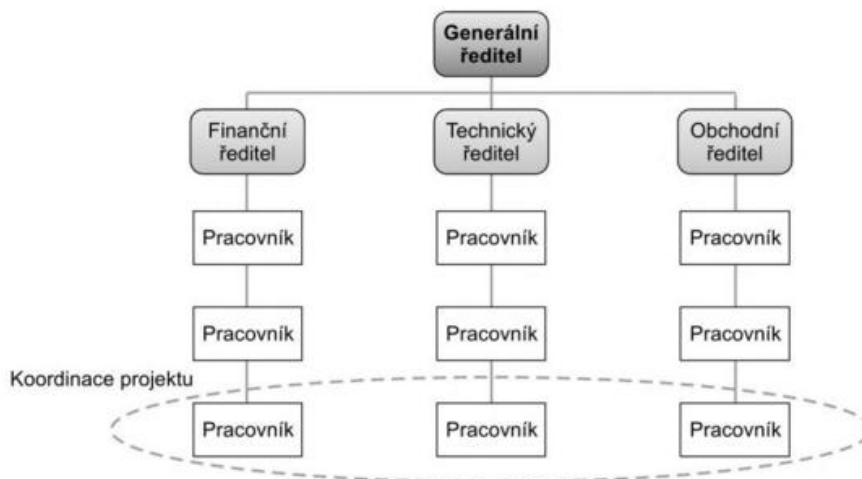 Generální
ředitel
Finanční
ředitel
Technický
ředitel
Obchodní
ředitel
Pracovník
Pracovník
Pracovník
Pracovník
Pracovník
Pracovník
Koordinace projektu
Pracovník
Pracovník
Pracovník